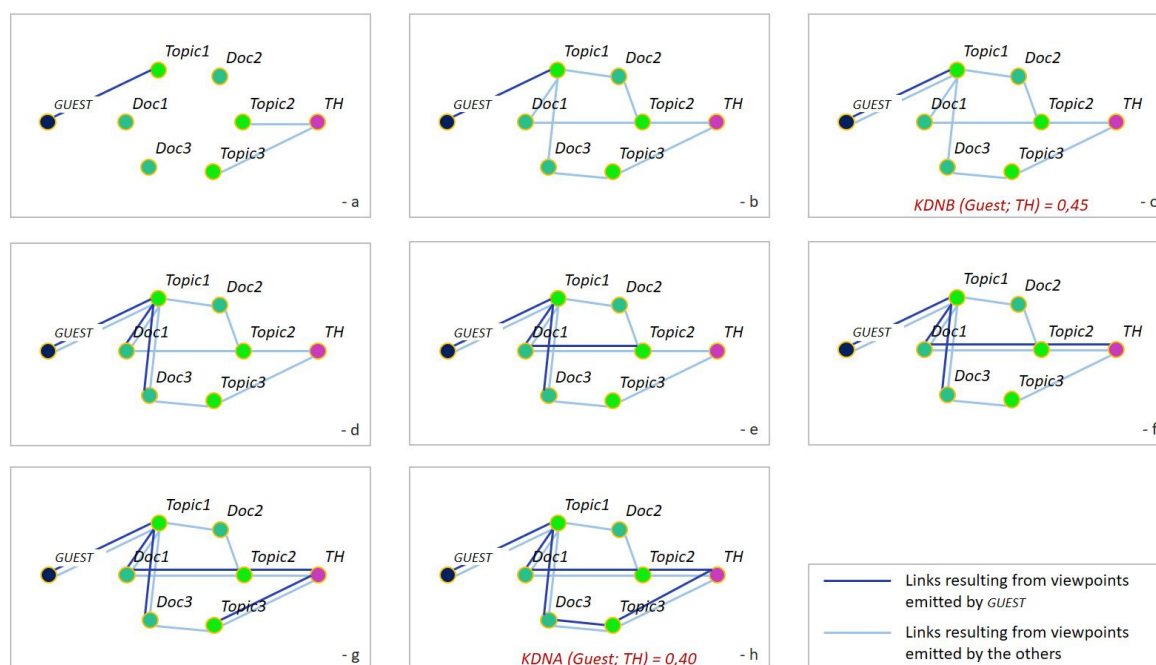 Topic1
Doc2
GUEST
Doc1
Topic2
TH
Doc3
Topic3
- a
Topic1
Doc2
GUEST
Doc1
Topic2
TH
Doc3
Topic3
- b
Topic1
Doc2
GUEST
Doc1
Topic2
TH
Doc3
Topic3
KDNB (Guest; TH) = 0,45
- c
Topic1
Doc2
GUEST
Doc1
Topic2
TH
Doc3
Topic3
- d
Topic1
Doc2
GUEST
Doc1
Topic2
TH
Doc3
Topic3
- e
Topic1
Doc2
GUEST
Doc1
Topic2
TH
Doc3
Topic3
- f
Topic1
Doc2
GUEST
Doc1
Topic2
TH
Doc3
Topic3
- g
Topic1
Doc2
GUEST
Doc1
Topic2
TH
Doc3
Topic3
KDNA (Guest; TH) = 0,40
- h
Links resulting from viewpoints
emitted by GUEST
Links resulting from viewpoints
emitted by the others